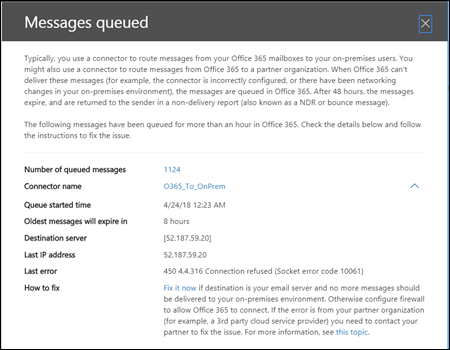 Messages queued
Typically, you use a connector to route messages from your Office 365 mailboxes to your on-premises users. You
might also use a connector to route messages from Office 365 to a partner organization. When Office 365 can't
deliver these messages (for example, the connector is incorrectly configured, or there have been networking
changes in your on-premises environment), the messages are queued in Office 365. After 48 hours, the messages
expire, and are returned to the sender in a non-delivery report (also known as a NDR or bounce message).
The following messages have been queued for more than an hour in Office 365. Check the details below and follow
the instructions to fix the issue.
Number of queued messages 1124
Connector name O365_To_OnPrem
Queue started time 4/24/18 12:23 AM
Oldest messages will expire in 8 hours
Destination server [52.187.59.20]
Last IP address 52.187.59.20
Last error 450 4.4.316 Connection refused (Socket error code 10061)
How to fix Fix it now if destination is your email server and no more messages should
be delivered to your on-premises environment. Otherwise configure firewall
to allow Office 365 to connect. If the error is from your partner organization
(for example, a 3rd party cloud service provider) you need to contact your
partner to fix the issue. For more information, see this topic.